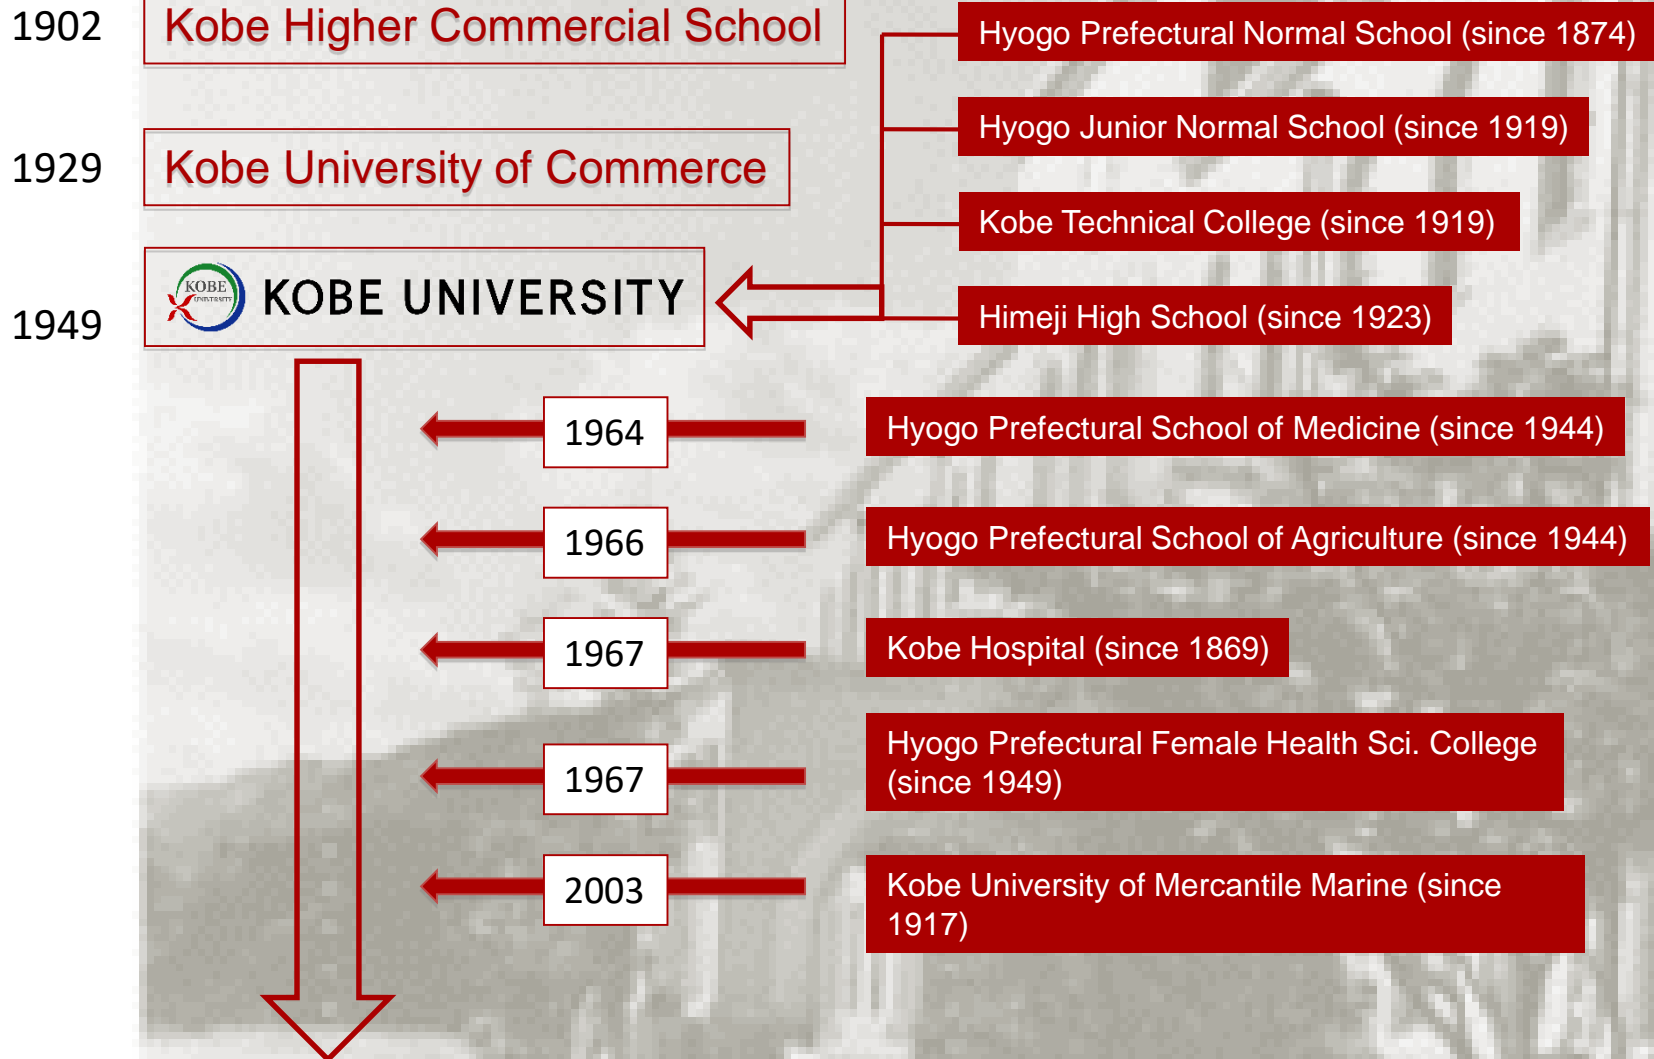 1902
Kobe Higher Commercial School
Hyogo Prefectural Normal School (since 1874)
Hyogo Junior Normal School (since 1919)
1929
Kobe University of Commerce
Kobe Technical College (since 1919)
KOBE
UNIVERSITY
KOBE UNIVERSITY
1949
Himeji High School (since 1923)
1964
Hyogo Prefectural School of Medicine (since 1944)
1966
Hyogo Prefectural School of Agriculture (since 1944)
1967
Kobe Hospital (since 1869)
1967
Hyogo Prefectural Female Health Sci. College
(since 1949)
2003
Kobe University of Mercantile Marine (since
1917)